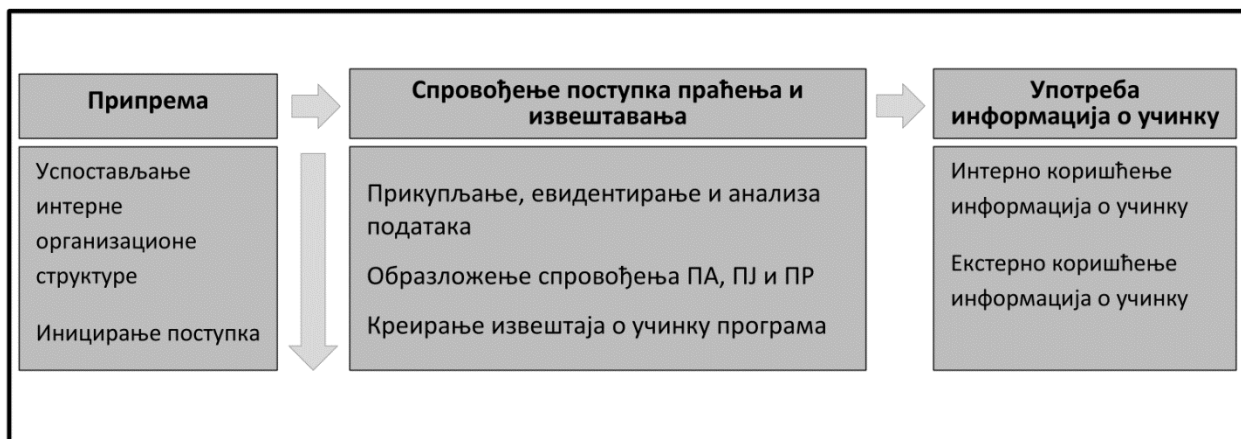 Припрема
Успостављање
интерне
организационе
структуре
Иницирање поступка
Спровођење поступка праћења и
извештавања
Прикупљање, евидентирање и анализа
података
Образложење спровођења ПА, ПЈ и ПР
Креирање извештаја о учинку програма
Употреба
информација о учинку
Интерно коришћење
информација о учинку
Екстерно коришћење
информација о учинку